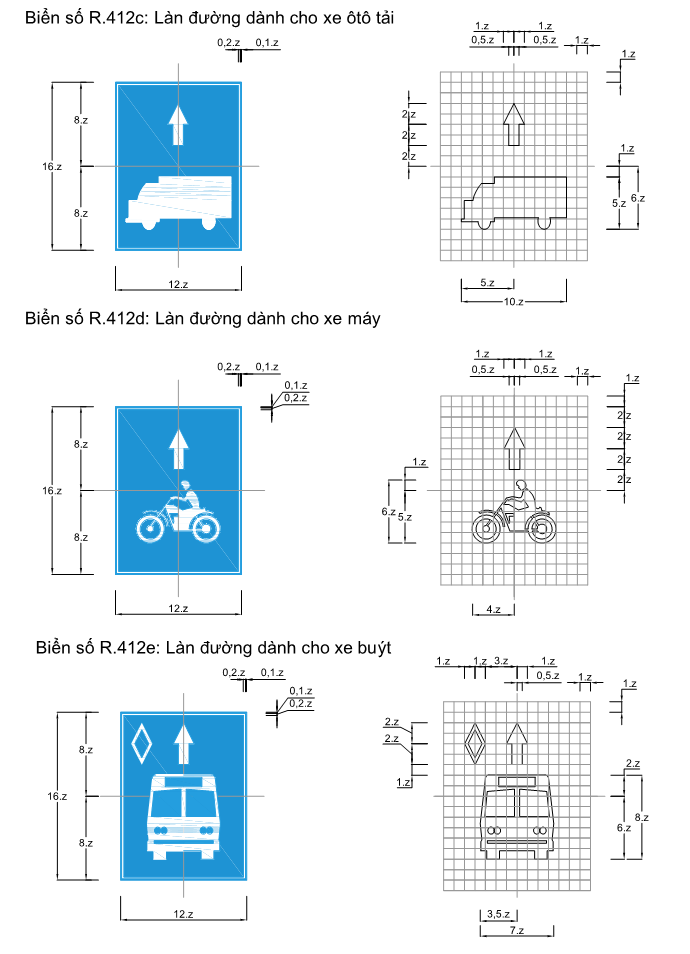 Biển số R.412c: Làn đường dành cho xe ôtô tải
0,2.z 0,1.z
8.z
16.z
8.z
12.z
1.z 1.z
0,5.z 0,5.z 1.z
1.z
2.z
2.z
2.z
1.z
5.z 6.z
5.z
10.z
Biển số R.412d: Làn đường dành cho xe máy
0,2.z 0,1.z
0,1.z
0,2.z
8.z
16.z
8.z
12.z
1.z 1.z
0,5.z 0,5.z 1.z
1.z
2.z
2.z
2.z
2.z
1.z
6.z 5.z
4.z
Biển số R.412e: Làn đường dành cho xe buýt
0,2.z 0,1.z
0,1.z
0,2.z
8.z
16.z
8.z
12.z
1.z 1.z 3.z 1.z
0,5.z 1.z
1.z
2.z
2.z
1.z
2.z
6.z 8.z
3,5.z
7.z